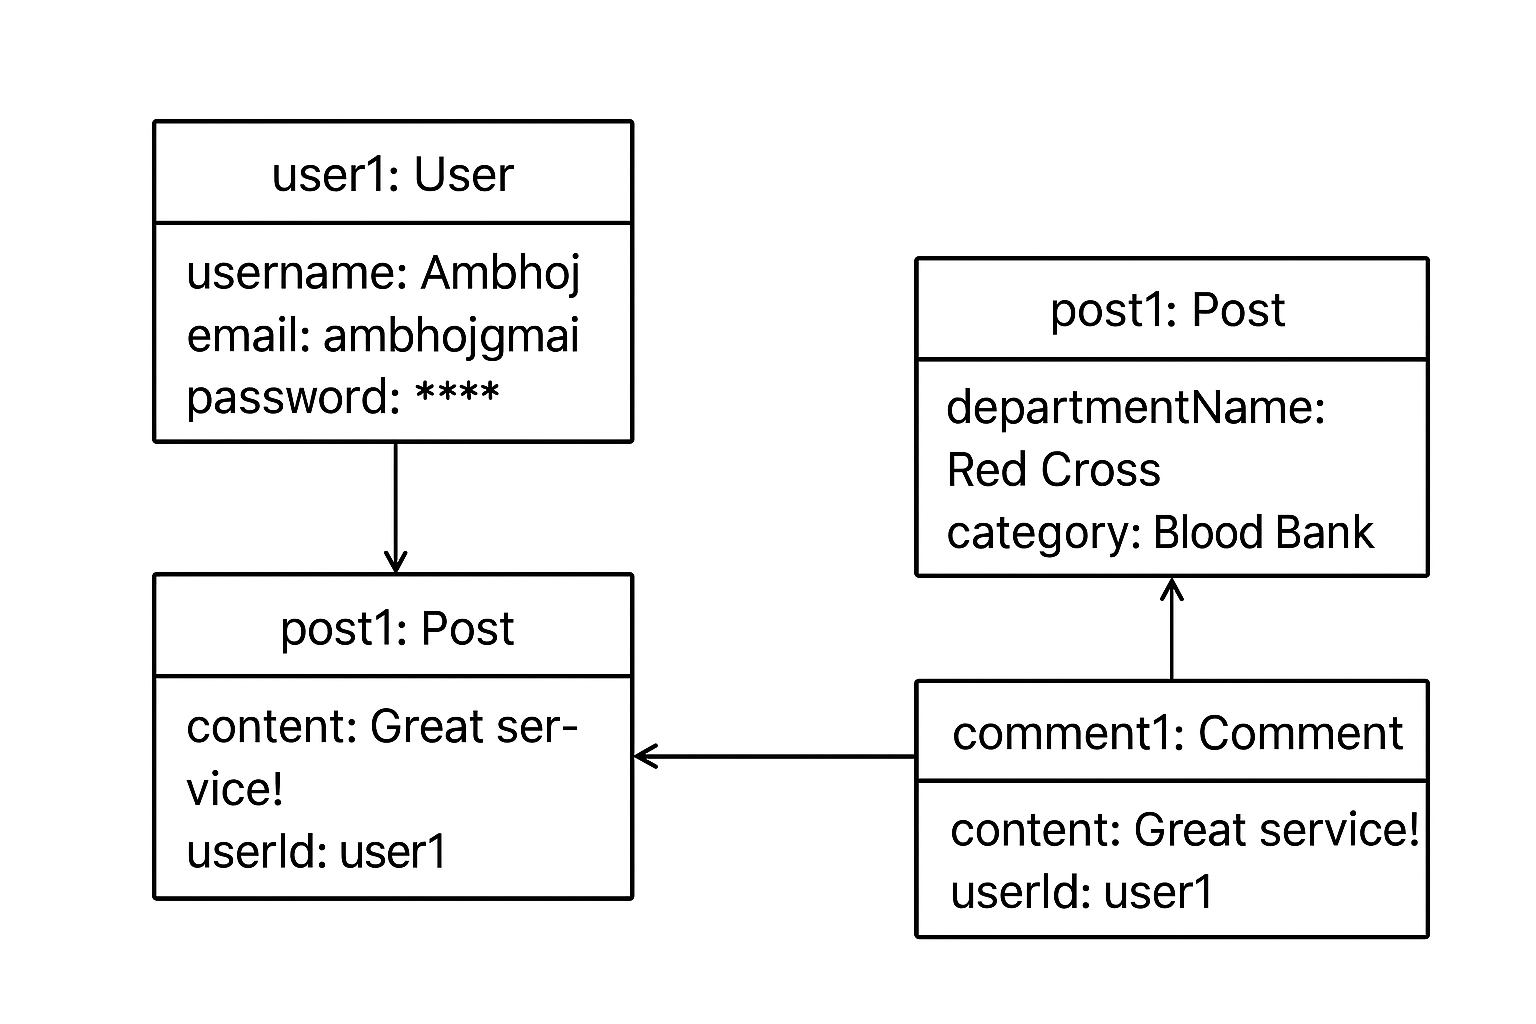 user1: User
username: Ambhoj
email: ambhojgmai
password: ****
post1: Post
content: Great ser-
vice!
userId: user1
post1: Post
departmentName:
Red Cross
category: Blood Bank
comment1: Comment
content: Great service!
userId: user1